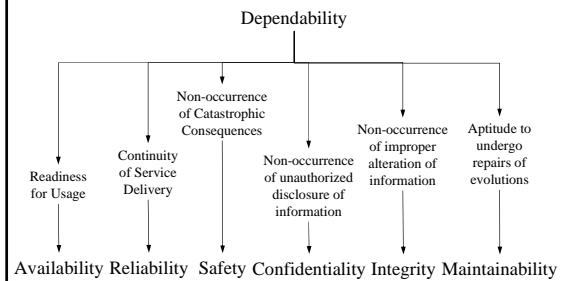 Dependability
Readiness
for Usage
Continuity
of Service
Delivery
Non-occurrence
of Catastrophic
Consequences
Non-occurrence
of unauthorized
disclosure of
information
Non-occurrence
of improper
alteration of
information
Aptitude to
undergo
repairs of
evolutions
Availability Reliability Safety Confidentiality Integrity Maintainability